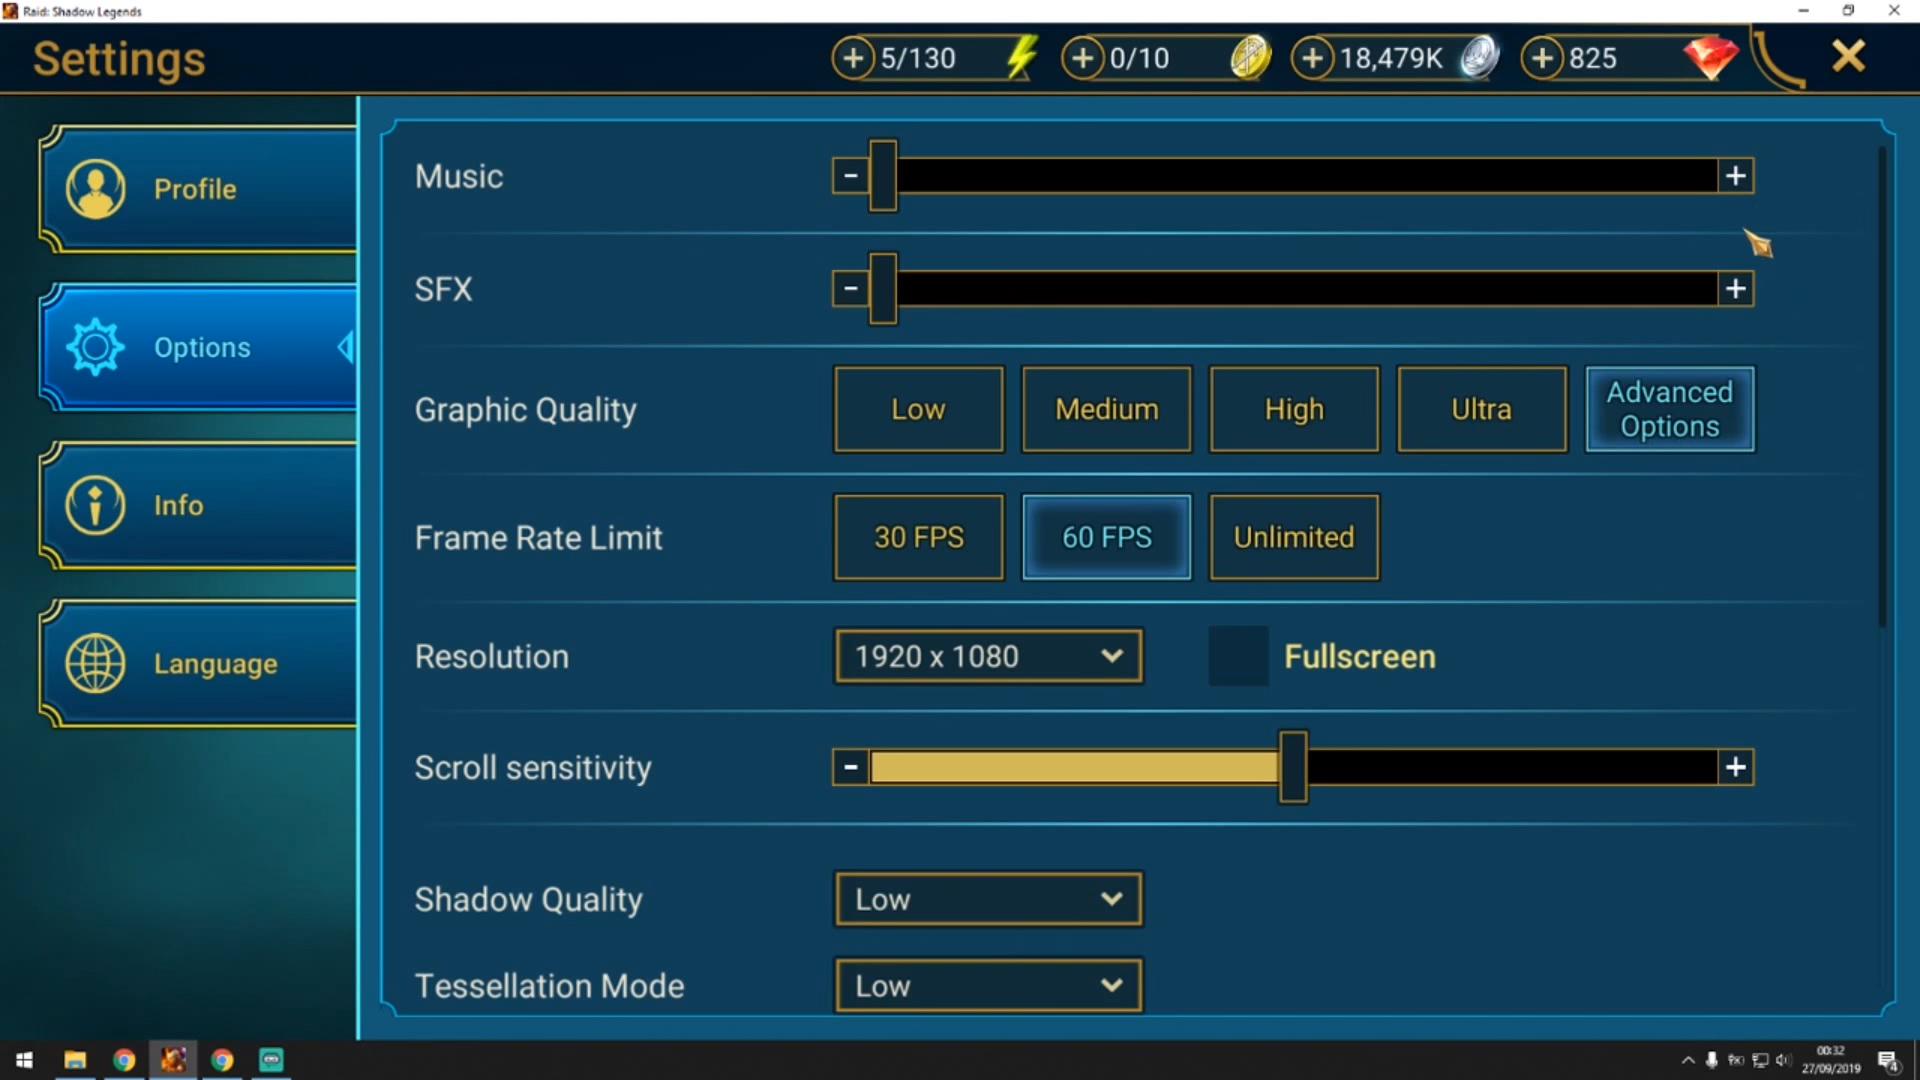 Raid: Shadow Legends
Settings
5/130
0/10
18,479K
825
Profile
Options
Info
Language
Music
- +
SFX
- +
Graphic Quality
Low
Medium
High
Ultra
Advanced
Options
Frame Rate Limit
30 FPS
60 FPS
Unlimited
Resolution
1920 x 1080
Fullscreen
Scroll sensitivity
- +
Shadow Quality
Low
Tessellation Mode
Low
00:32
27/09/2019
4